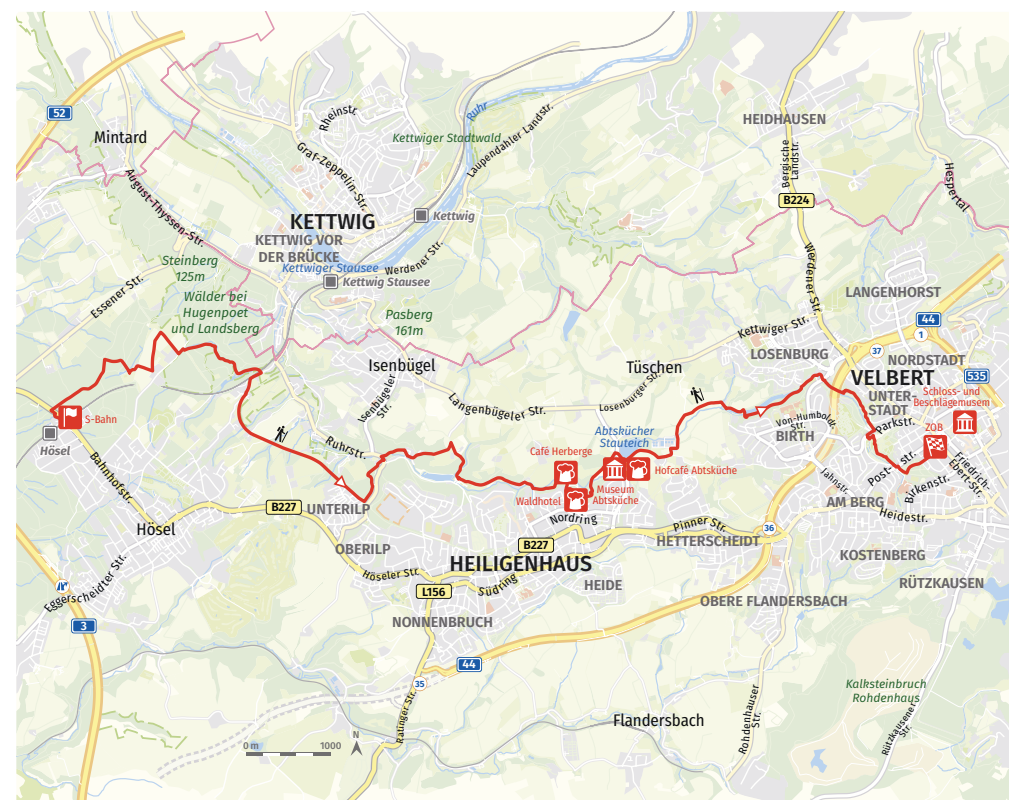 52
Mintard
Rheinstr.
Ruhr
Kettwiger Stadtwald
Laupendahler Landstr.
HEIDHAUSEN
Bergische
Landstr.
Hespertal
Graf-Zeppelin-Str.
August-Thyssen-Str.
B224
KETTWIG
Kettwig
KETTWIG VOR
DER BRÜCKE
Kettwiger Stausee
Werdener Str.
Kettwig Stausee
Steinberg
125m
Essener Str.
Wälder bei
Hugenpoet
und Landsberg
Pasberg
161m
Werdener Str.
LANGENHORST
44
1
Kettwiger Str.
37
LOSENBURG
NORDSTADT
Isenbügel
Tüschen
VELBERT
535
Isenbügeler
Str.
Langenbügeler Str.
Losenburger Str.
UNTER-
STADT
Schloss- und
Beschlägemuseum
S-Bahn
Hösel
Von-Humboldt-
Str.
BIRTH
Parkstr.
ZOB
Abtskücher
Stauteich
Ruhrstr.
Café Herberge
Hofcafé Abtsküche
Museum
Abtsküche
Waldhotel
Bahnhofstr.
Jahnstr.
Post-
str.
Birkenstr.
Friedrich-
Ebert-Str.
AM BERG
Heidestr.
B227
UNTERILP
Hösel
Nordring
Pinner Str.
36
B227
HETTERSCHEIDT
OBERILP
HEILIGENHAUS
KOSTENBERG
Höseler Str.
Südring
HEIDE
RÜTZKAUSEN
Eggerscheidter Str.
L156
OBERE FLANDERSBACH
3
NONNENBRUCH
44
35
Ratinger Str.
Kalksteinbruch
Rohdenhaus
Flandersbach
Rohdenhauser
Str.
Rützkausener
Str.
0 m
1000
N